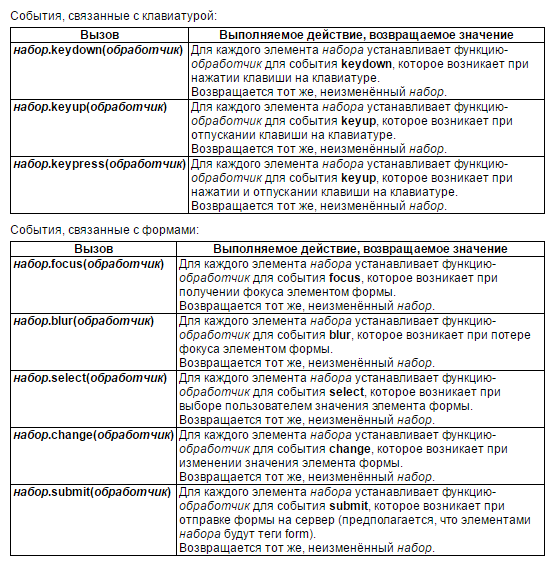 События, связанные с клавиатурой:
Вызов
Выполняемое действие, возвращаемое значение
набор.keydown(обработчик)
Для каждого элемента набора устанавливает функцию-
обработчик для события keydown, которое возникает при
нажатии клавиши на клавиатуре.
Возвращается тот же, неизменённый набор.
набор.keyup(обработчик)
Для каждого элемента набора устанавливает функцию-
обработчик для события keyup, которое возникает при
отпускании клавиши на клавиатуре.
Возвращается тот же, неизменённый набор.
набор.keypress(обработчик)
Для каждого элемента набора устанавливает функцию-
обработчик для события keyup, которое возникает при
нажатии и отпускании клавиши на клавиатуре.
Возвращается тот же, неизменённый набор.
События, связанные с формами:
Вызов
Выполняемое действие, возвращаемое значение
набор.focus(обработчик)
Для каждого элемента набора устанавливает функцию-
обработчик для события focus, которое возникает при
получении фокуса элементом формы.
Возвращается тот же, неизменённый набор.
набор.blur(обработчик)
Для каждого элемента набора устанавливает функцию-
обработчик для события blur, которое возникает при потере
фокуса элементом формы.
Возвращается тот же, неизменённый набор.
набор.select(обработчик)
Для каждого элемента набора устанавливает функцию-
обработчик для события select, которое возникает при
выборе пользователем значения элемента формы.
Возвращается тот же, неизменённый набор.
набор.change(обработчик)
Для каждого элемента набора устанавливает функцию-
обработчик для события change, которое возникает при
изменении значения элемента формы.
Возвращается тот же, неизменённый набор.
набор.submit(обработчик)
Для каждого элемента набора устанавливает функцию-
обработчик для события submit, которое возникает при
отправке формы на сервер (предполагается, что элементами
набора будут теги form).
Возвращается тот же, неизменённый набор.